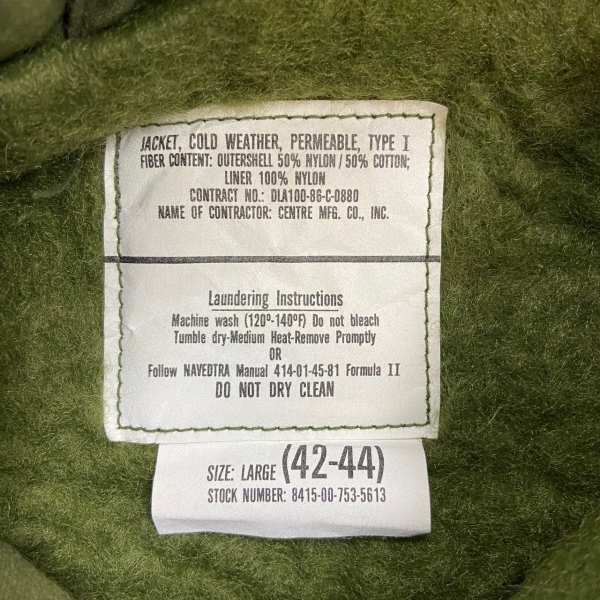 JACKET, COLD WEATHER, PERMEABLE, TYPE I
FIBER CONTENT: OUTERSHELL 50% NYLON / 50% COTTON;
LINER 100% NYLON
CONTRACT NO.: DLA100-86-C-0880
NAME OF CONTRACTOR: CENTRE MFG. CO., INC.
Laundering Instructions
Machine wash (120º-140ºF) Do not bleach
Tumble dry-Medium Heat-Remove Promptly
OR
Follow NAVEDTRA Manual 414-01-45-81 Formula II
DO NOT DRY CLEAN
SIZE: LARGE (42-44)
STOCK NUMBER: 8415-00-753-5613